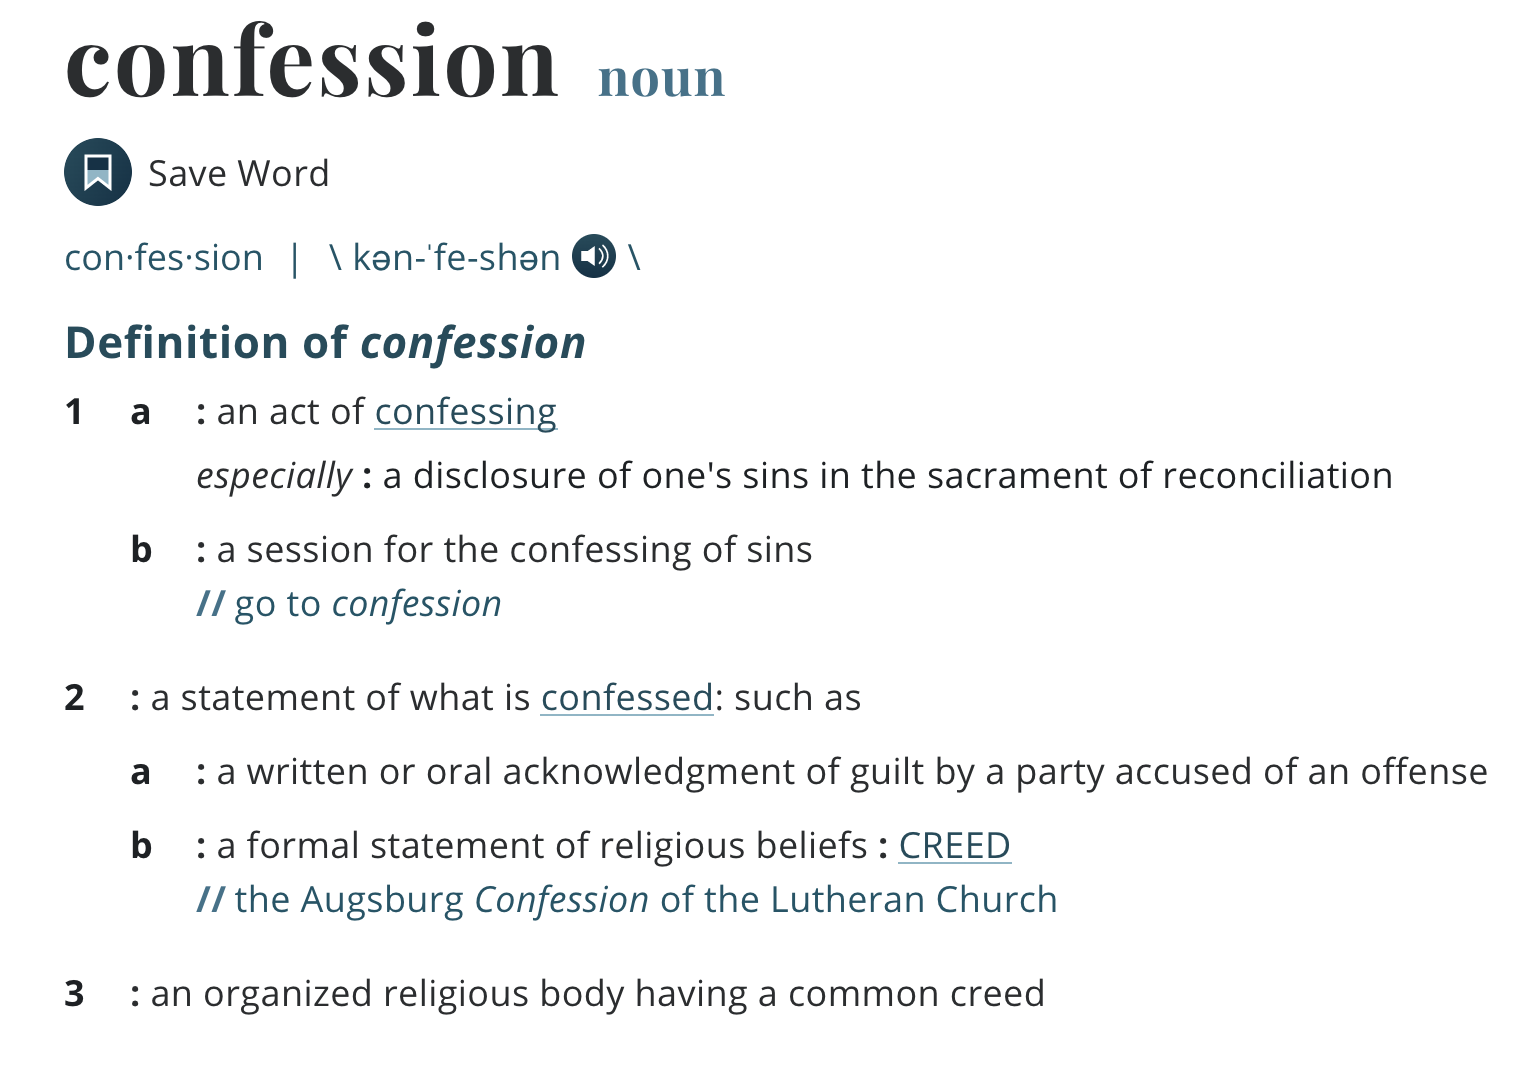 confession noun
Save Word
con·fes·sion | \ kən-ˈfe-shən \
Definition of confession
1 a : an act of confessing
especially : a disclosure of one's sins in the sacrament of reconciliation
b : a session for the confessing of sins
// go to confession
2 : a statement of what is confessed: such as
a : a written or oral acknowledgment of guilt by a party accused of an offense
b : a formal statement of religious beliefs : CREED
// the Augsburg Confession of the Lutheran Church
3 : an organized religious body having a common creed